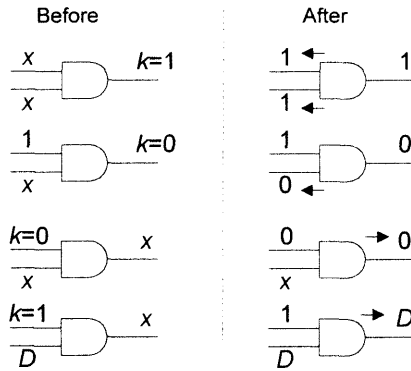 Before After
x k=1 1 1
x 1
1 k=0 1 0
x 0
k=0 x 0 0
x x
k=1 x 1 D
D D